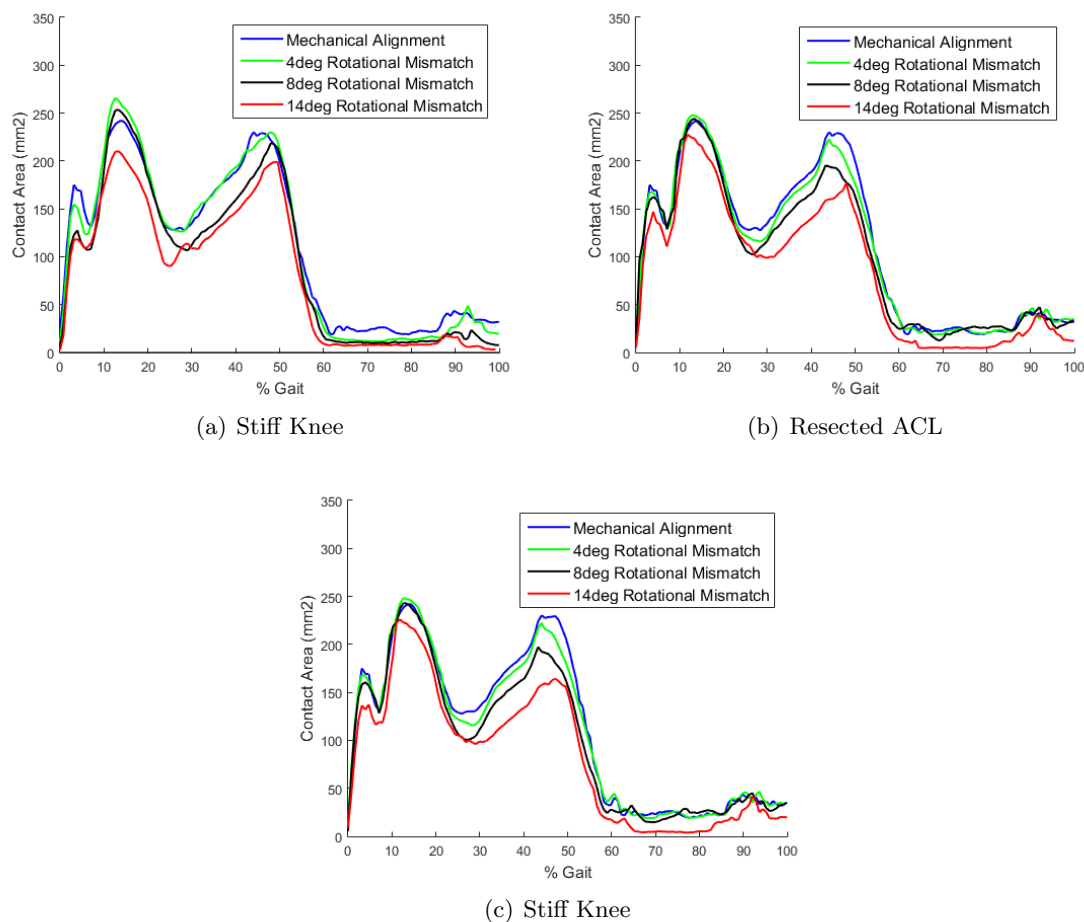 350
300
250
200
150
100
50
0
Contact Area (mm2)
Mechanical Alignment
4deg Rotational Mismatch
8deg Rotational Mismatch
14deg Rotational Mismatch
0 10 20 30 40 50 60 70 80 90 100
% Gait
(a) Stiff Knee
350
300
250
200
150
100
50
0
Contact Area (mm2)
Mechanical Alignment
4deg Rotational Mismatch
8deg Rotational Mismatch
14deg Rotational Mismatch
0 10 20 30 40 50 60 70 80 90 100
% Gait
(b) Resected ACL
350
300
250
200
150
100
50
0
Contact Area (mm2)
Mechanical Alignment
4deg Rotational Mismatch
8deg Rotational Mismatch
14deg Rotational Mismatch
0 10 20 30 40 50 60 70 80 90 100
% Gait
(c) Stiff Knee